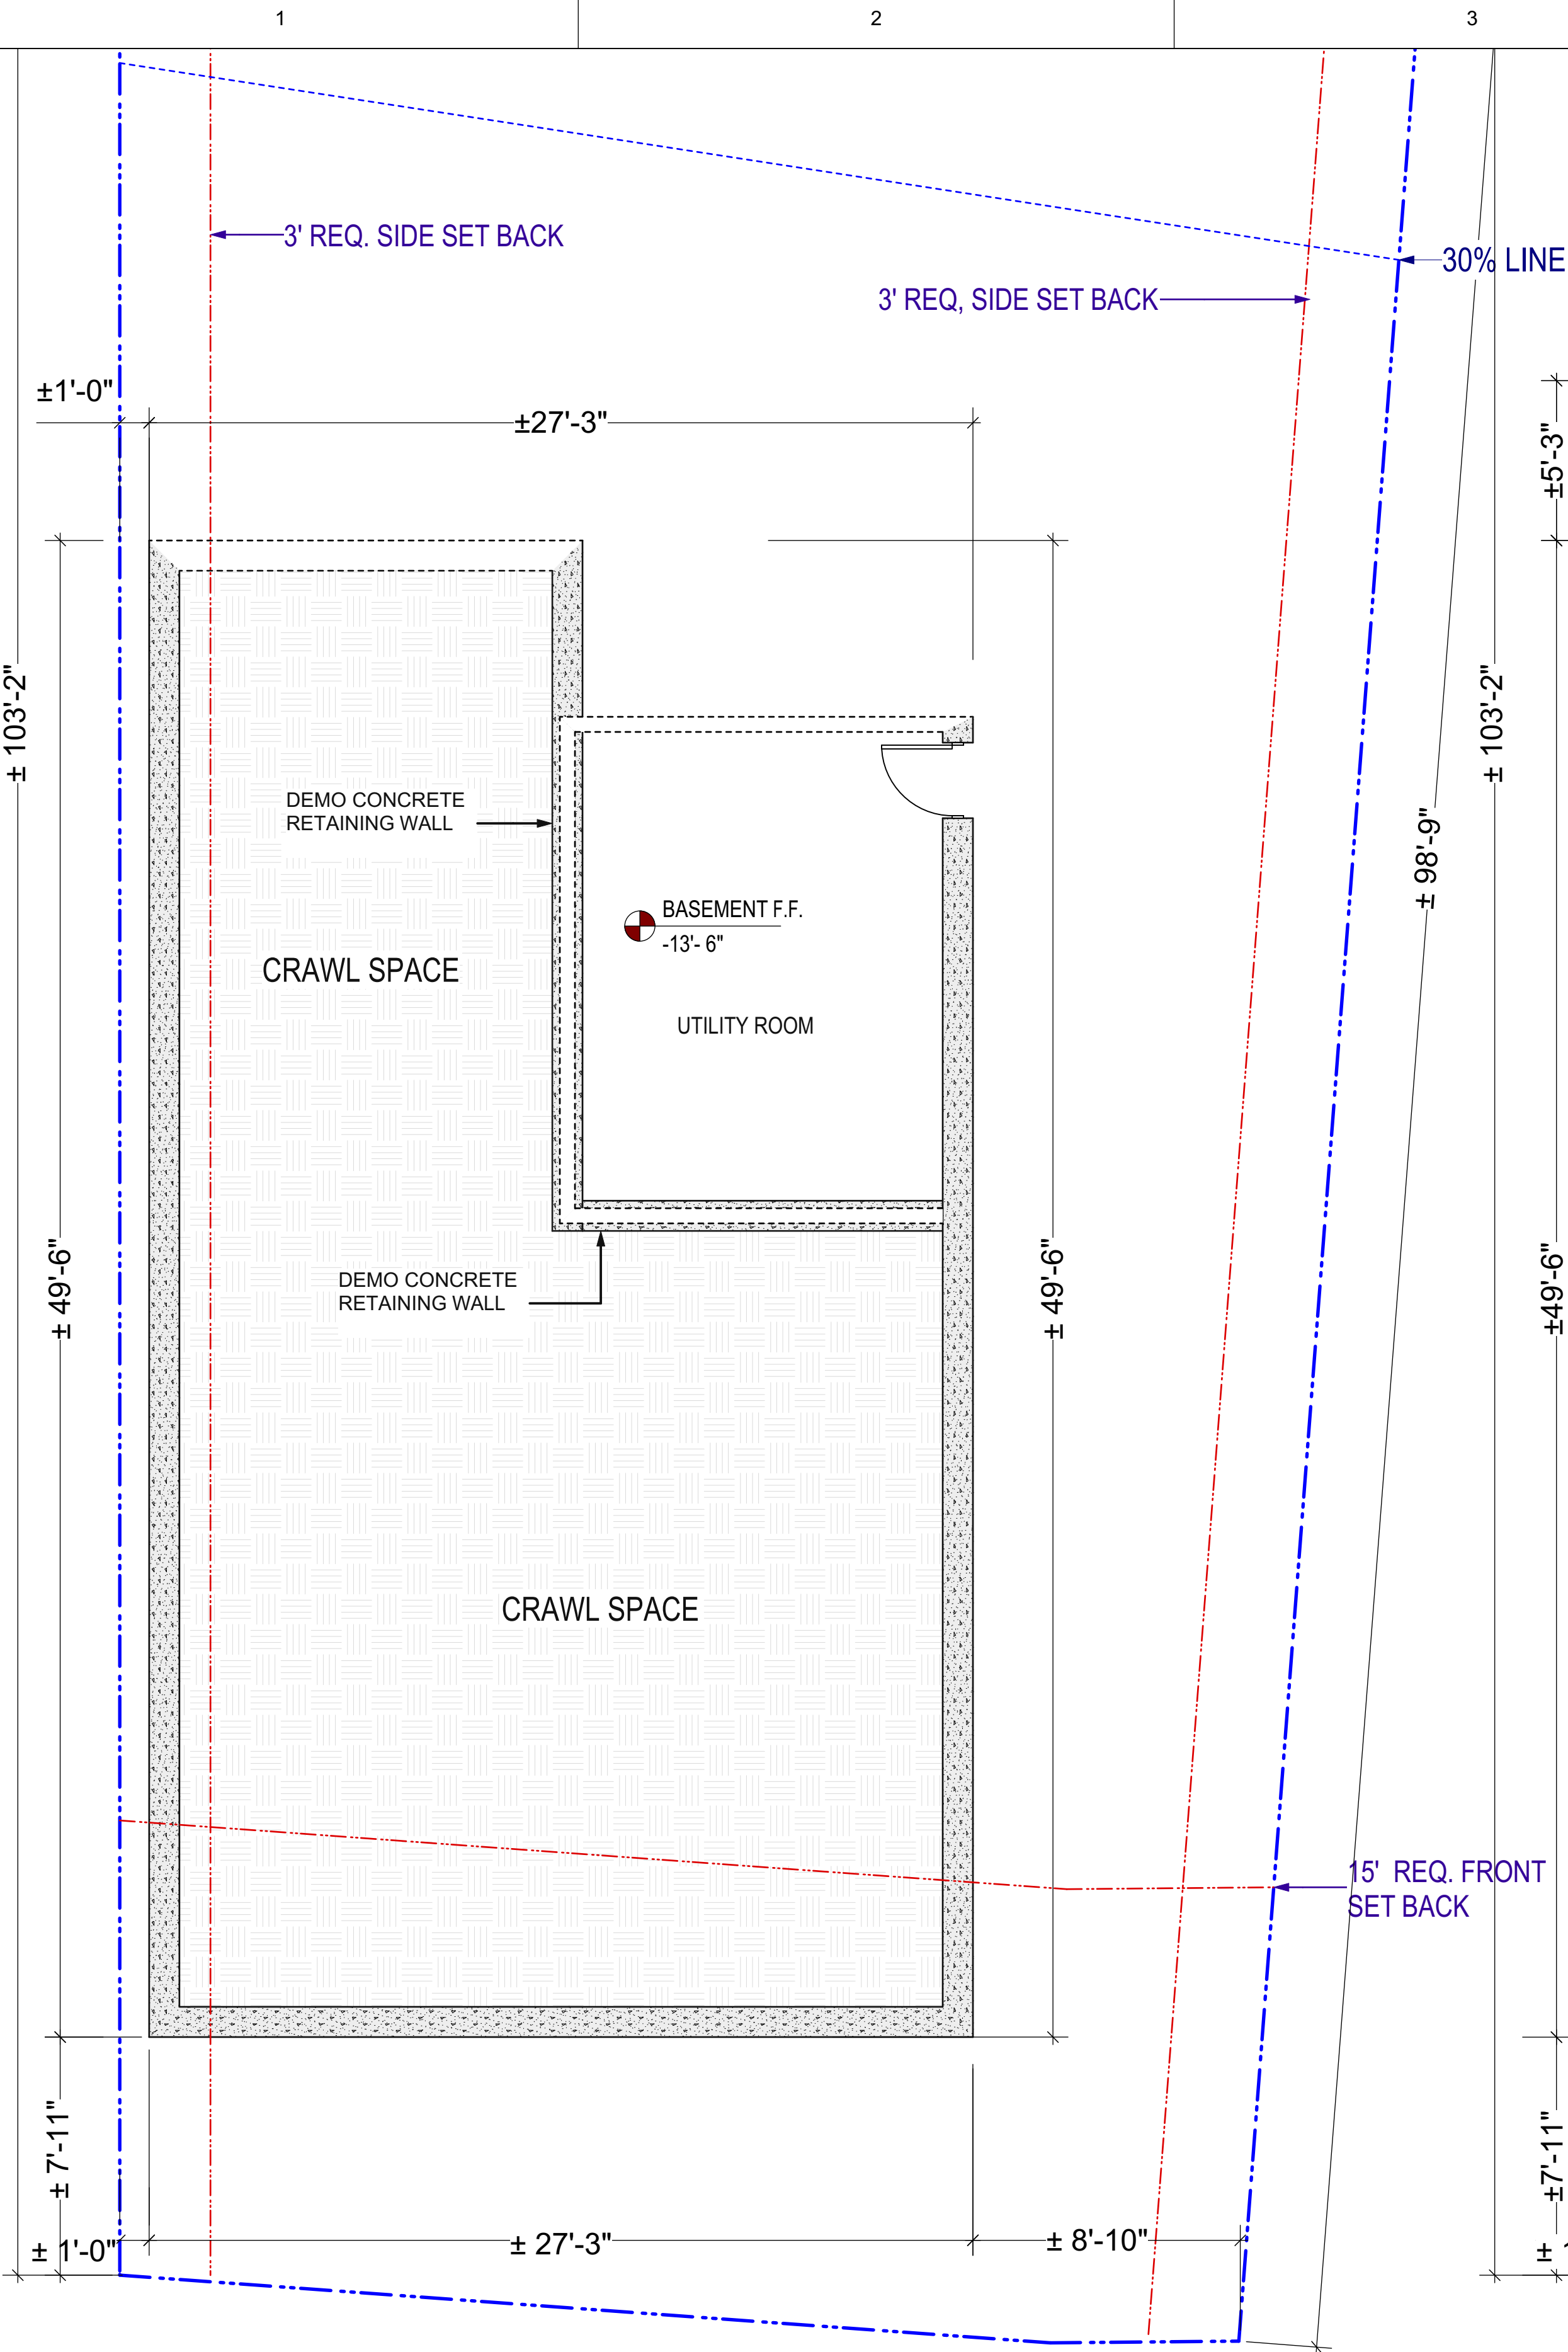 1
2
3
3' REQ. SIDE SET BACK
30% LINE
3' REQ, SIDE SET BACK
±1'-0"
±27'-3"
±5'-3"
± 103'-2"
± 103'-2"
DEMO CONCRETE
RETAINING WALL
± 98'-9"
BASEMENT F.F.
-13'- 6"
CRAWL SPACE
UTILITY ROOM
± 49'-6"
± 49'-6"
±49'-6"
DEMO CONCRETE
RETAINING WALL
CRAWL SPACE
15' REQ. FRONT
SET BACK
± 7'-11"
±7'-11"
± 1'-0"
± 27'-3"
± 8'-10"